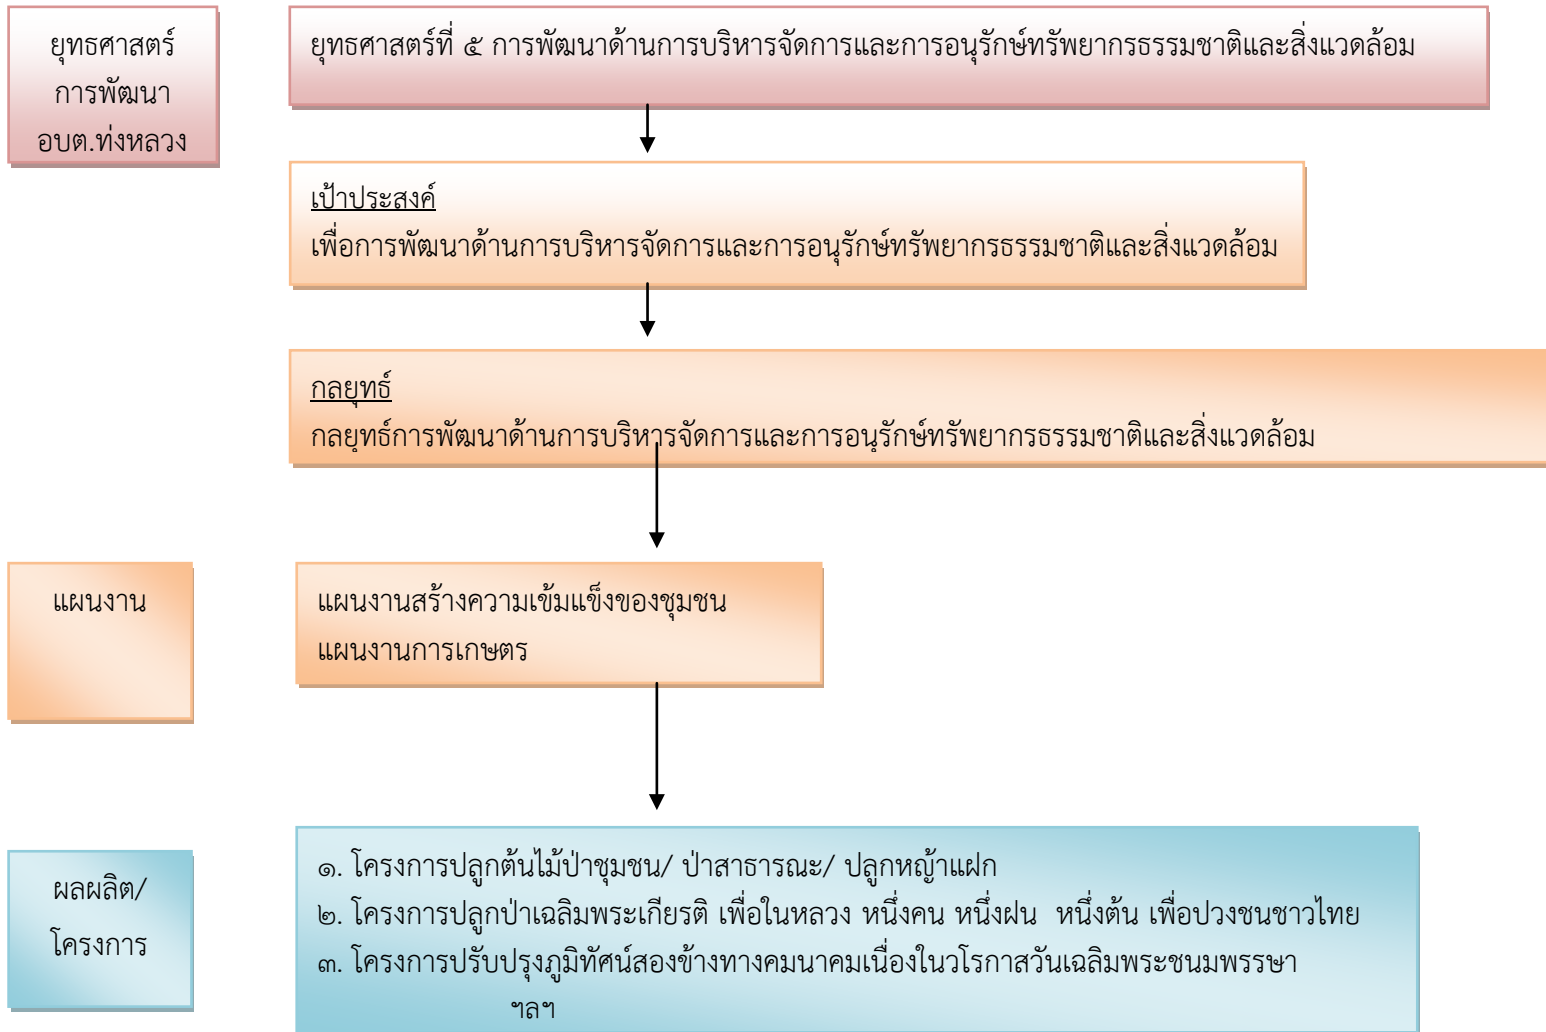 ยุทธศาสตร์
การพัฒนา
อบต.ท่งหลวง
ยุทธศาสตร์ที่ ๕ การพัฒนาด้านการบริหารจัดการและการอนุรักษ์ทรัพยากรธรรมชาติและสิ่งแวดล้อม
เป้าประสงค์
เพื่อการพัฒนาด้านการบริหารจัดการและการอนุรักษ์ทรัพยากรธรรมชาติและสิ่งแวดล้อม
กลยุทธ์
กลยุทธ์การพัฒนาด้านการบริหารจัดการและการอนุรักษ์ทรัพยากรธรรมชาติและสิ่งแวดล้อม
แผนงาน
แผนงานสร้างความเข้มแข็งของชุมชน
แผนงานการเกษตร
ผลผลิต/
โครงการ
๑. โครงการปลูกต้นไม้ป่าชุมชน/ ป่าสาธารณะ/ ปลูกหญ้าแฝก
๒. โครงการปลูกป่าเฉลิมพระเกียรติ เพื่อในหลวง หนึ่งคน หนึ่งฝน หนึ่งต้น เพื่อปวงชนชาวไทย
๓. โครงการปรับปรุงภูมิทัศน์สองข้างทางคมนาคมเนื่องในวโรกาสวันเฉลิมพระชนมพรรษา
ฯลฯ